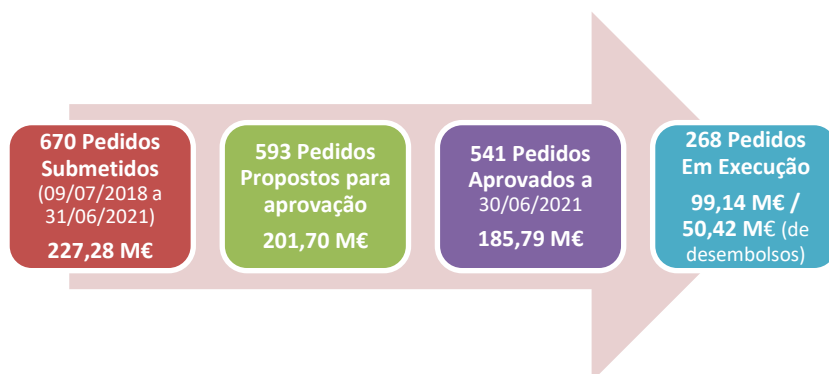 670 Pedidos
Submetidos
(09/07/2018 a
31/06/2021)
227,28 M€
593 Pedidos
Propostos para
aprovação
201,70 M€
541 Pedidos
Aprovados a
30/06/2021
185,79 M€
268 Pedidos
Em Execução
99,14 M€ /
50,42 M€ (de
desembolsos)